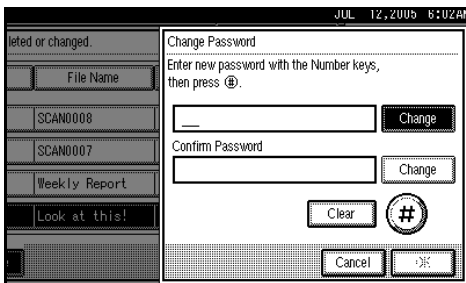 JUL 12,2005 6:02A
leted or changed.
File Name
SCAN0008
SCAN0007
Weekly Report
Look at this!
Change Password
Enter new password with the Number keys,
then press #.
Change
Confirm Password
Change
Clear #
Cancel OK